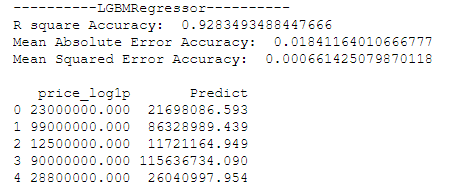 ----------LGBMRegressor----------
R square Accuracy:  0.9283493488447666
Mean Absolute Error Accuracy:  0.01841164010666777
Mean Squared Error Accuracy:  0.000661425079870118
price_log1p Predict
0 23000000.000 21698086.593
1 99000000.000 86328989.439
2 12500000.000 11721164.949
3 90000000.000 115636734.090
4 28800000.000 26040997.954